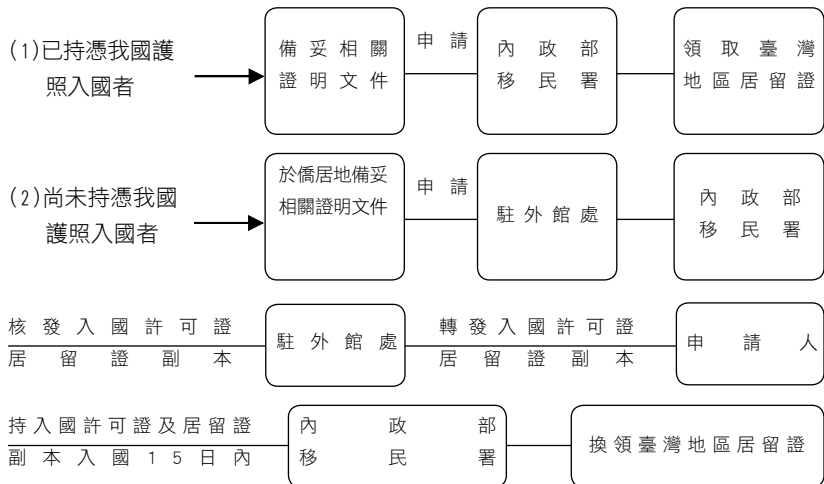 (1)已持憑我國護
照入國者
備妥相關
證明文件
申請
內政部
移民署
領取臺灣
地區居留證
(2)尚未持憑我國
護照入國者
於僑居地備妥
相關證明文件
申請
駐外館處
內政部
移民署
核發入國許可證
居留證副本
駐外館處
轉發入國許可證
居留證副本
申請人
持入國許可證及居留證
副本入國15日內
內政部
移民署
換領臺灣地區居留證